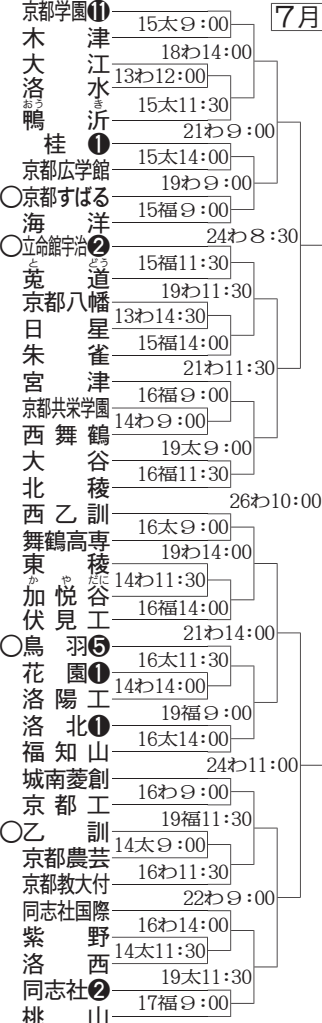 7月
京都学園⓫
15太９:00
木津
18わ14:00
大江
13わ12:00
洛水
15太11:30
おう き
鴨沂
21わ９:00
桂❶
15太14:00
京都広学館
19わ９:00
○京都すばる
15福９:00
海洋
24わ８:30
○立命館宇治❷
15福11:30
と どう
莵道
19わ11:30
京都八幡
13わ14:30
日星
15福14:00
朱雀
21わ11:30
宮津
16福９:00
京都共栄学園
14わ９:00
西舞鶴
19太９:00
大谷
16福11:30
北稜
26わ10:00
西乙訓
16太９:00
舞鶴高専
19わ14:00
東稜
14わ11:30
か や だに
加悦谷
16福14:00
伏見工
21わ14:00
○鳥羽❺
16太11:30
花園❶
14わ14:00
洛陽工
19福９:00
洛北❶
16太14:00
福知山
24わ11:00
城南菱創
16わ９:00
京都工
19福11:30
○乙訓
14太９:00
京都農芸
16わ11:30
京都教大付
22わ９:00
同志社国際
16わ14:00
紫野
14太11:30
洛西
19太11:30
同志社❷
17福９:00
桃山